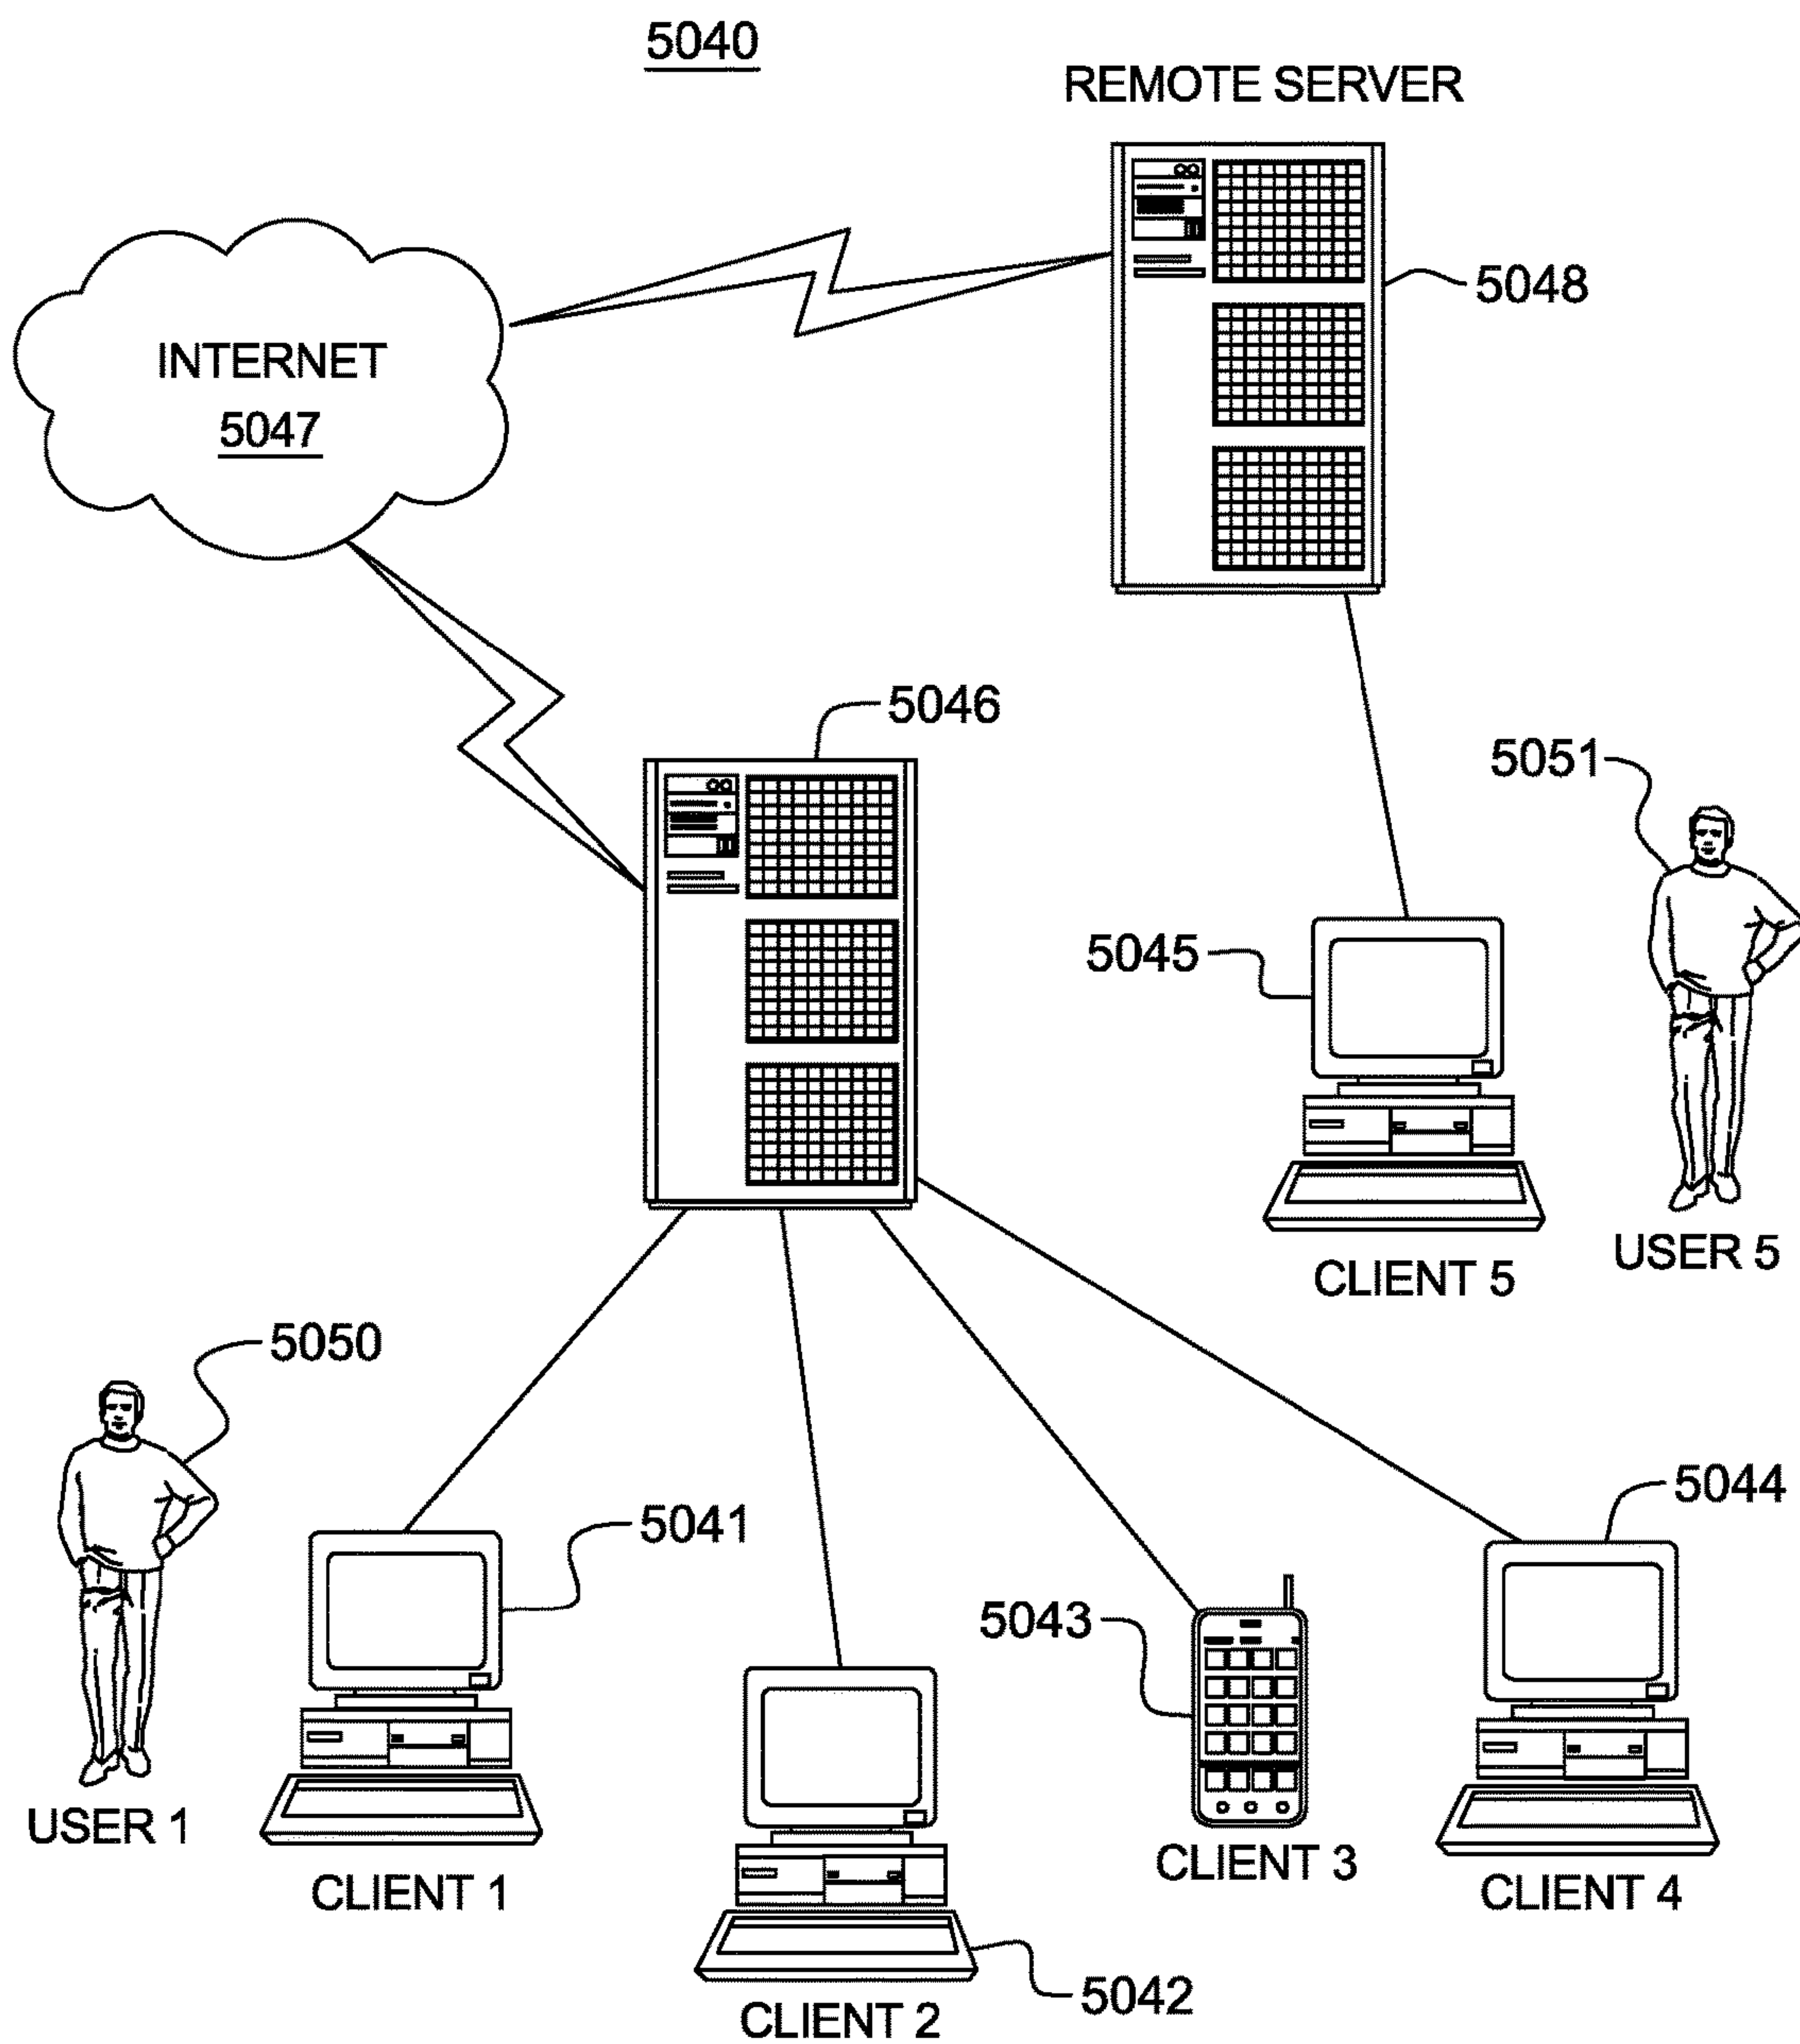 5040
REMOTE SERVER
5048
INTERNET
5047
5046
5051
5045
USER 5
CLIENT 5
5050
5041
5044
5043
USER 1
CLIENT 1
CLIENT 3
CLIENT 4
5042
CLIENT 2